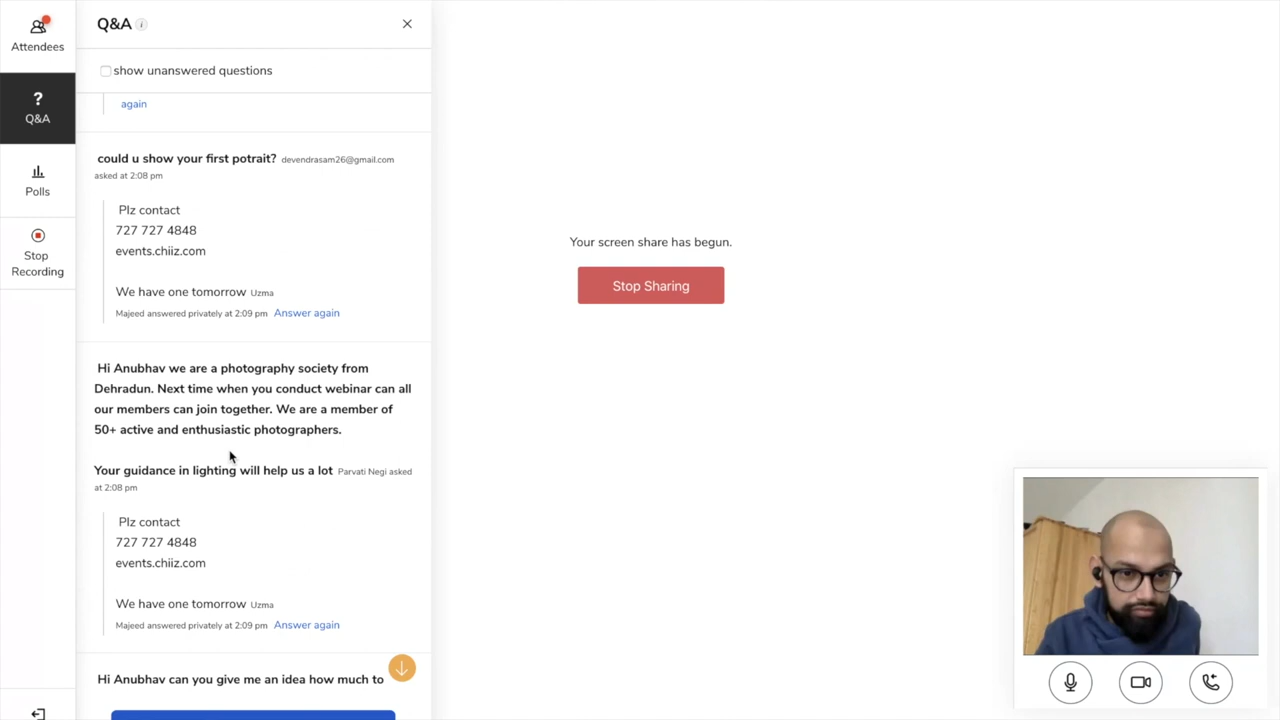 Attendees
?
Q&A
Polls
Stop
Recording
Q&A i
show unanswered questions
again
could u show your first potrait? devendrasam26@gmail.com
asked at 2:08 pm
Plz contact
727 727 4848
events.chiiz.com
We have one tomorrow Uzma
Majeed answered privately at 2:09 pm Answer again
Hi Anubhav we are a photography society from
Dehradun. Next time when you conduct webinar can all
our members can join together. We are a member of
50+ active and enthusiastic photographers.
Your guidance in lighting will help us a lot Parvati Negi asked
at 2:08 pm
Plz contact
727 727 4848
events.chiiz.com
We have one tomorrow Uzma
Majeed answered privately at 2:09 pm Answer again
Hi Anubhav can you give me an idea how much to
Your screen share has begun.
Stop Sharing